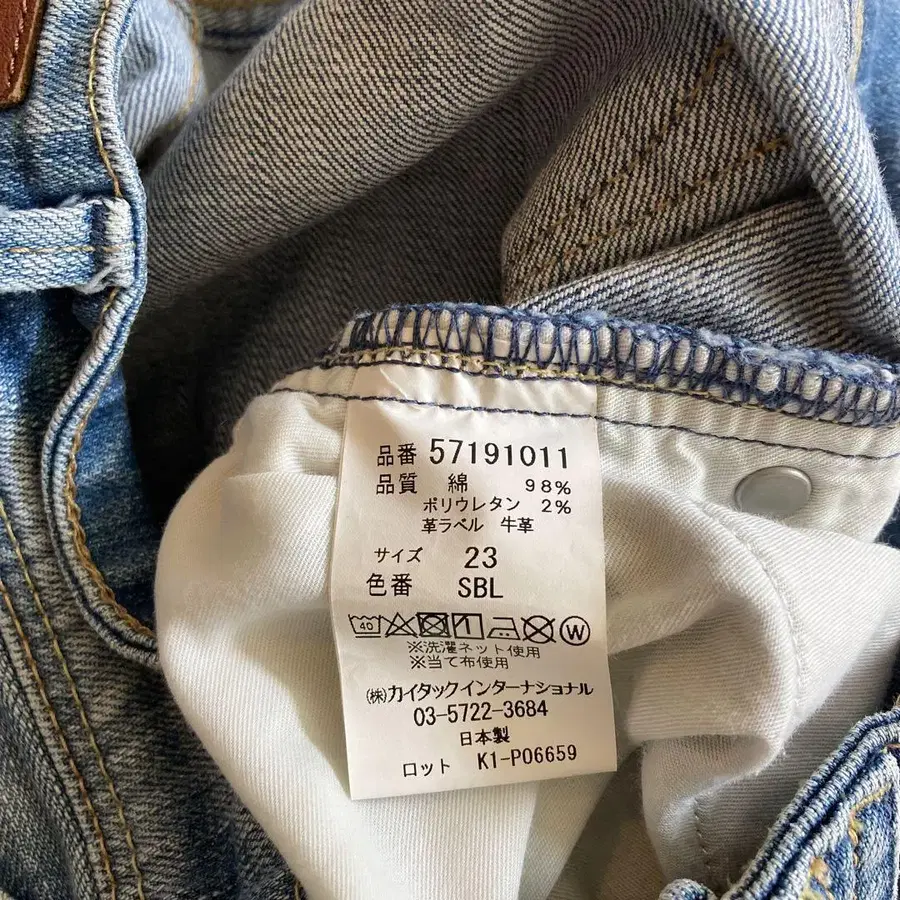 品番 57191011
品質 綿 98%
ポリウレタン 2%
革ラベル 牛革
サイズ 23
色番 SBL
40 W
※洗濯ネット使用
※当て布使用
㈱カイタックインターナショナル
03-5722-3684
日本製
ロット K1-P06659